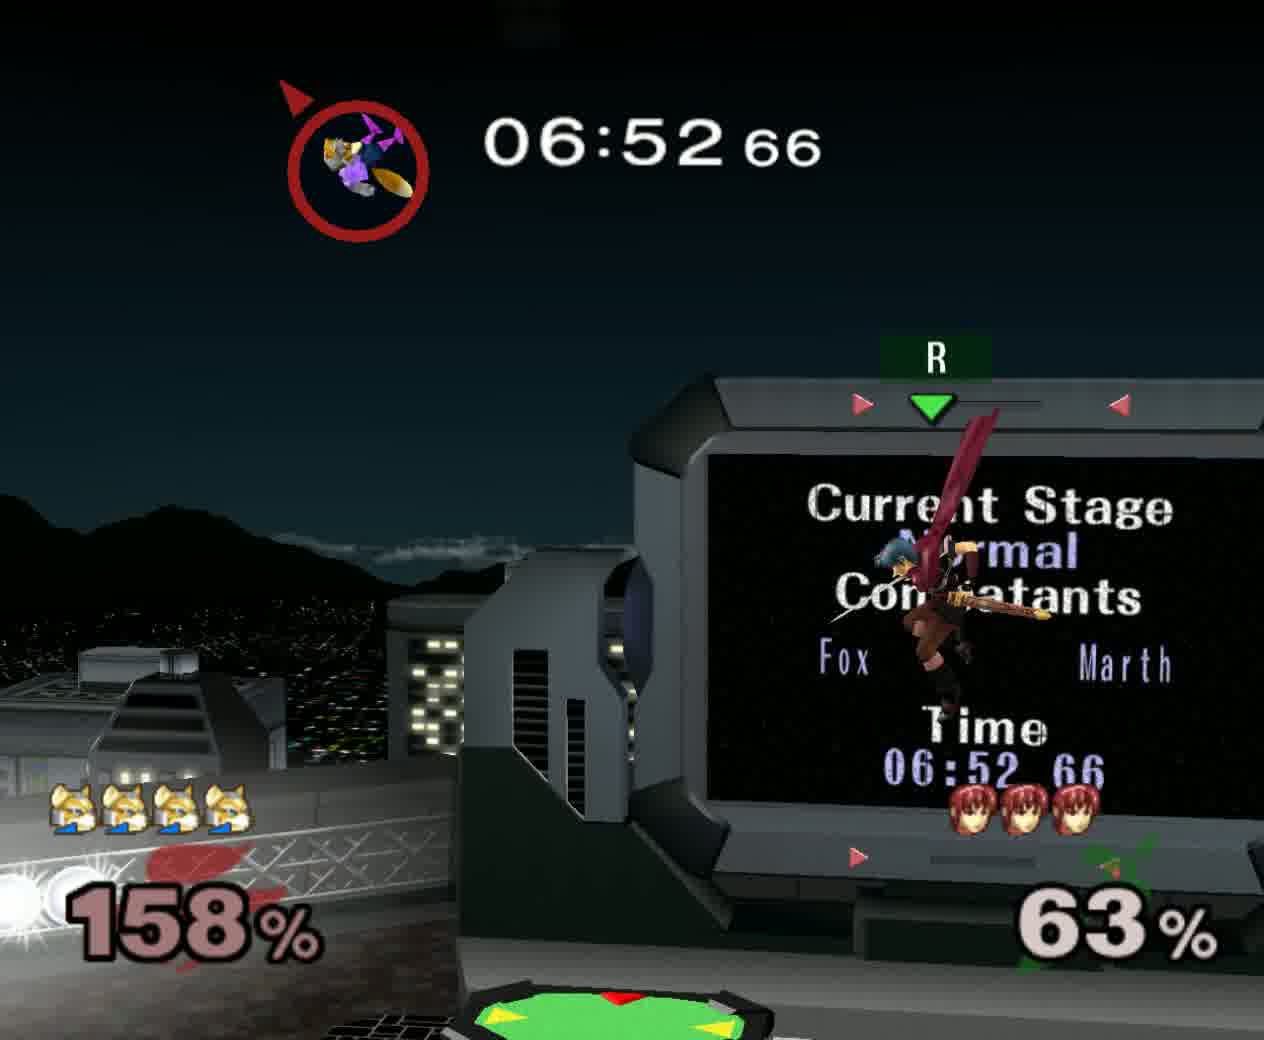 06:52 66
R
Current Stage
Normal
Combatants
Fox Marth
Time
06:52 66
158% 63%